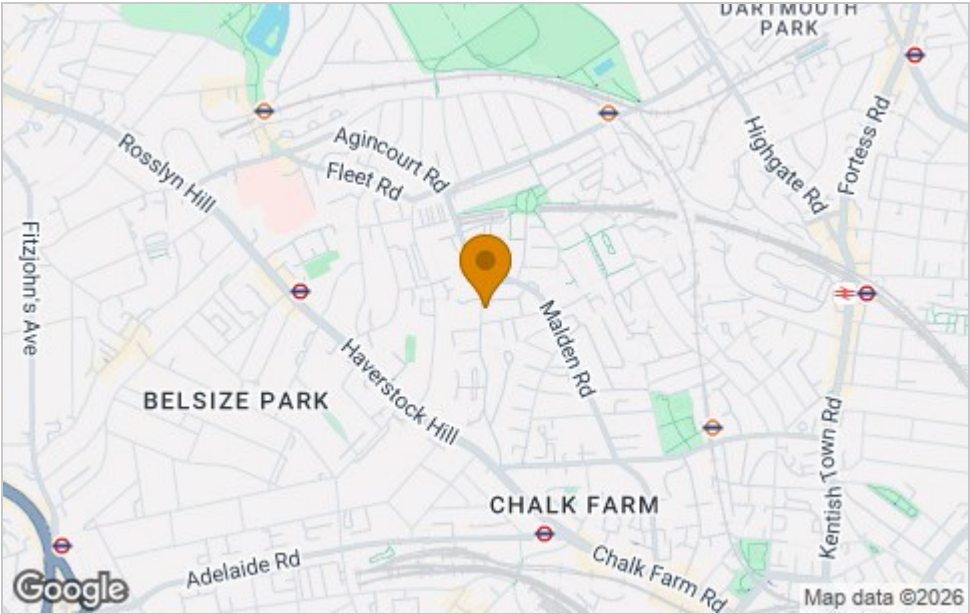 DARTMOUTH
PARK
Rosslyn Hill
Agincourt Rd
Fleet Rd
Highgate Rd
Fortess Rd
Fitzjohn's Ave
Malden Rd
Haverstock Hill
BELSIZE PARK
Kentish Town Rd
CHALK FARM
Adelaide Rd
Chalk Farm Rd
Google
Map data ©2026